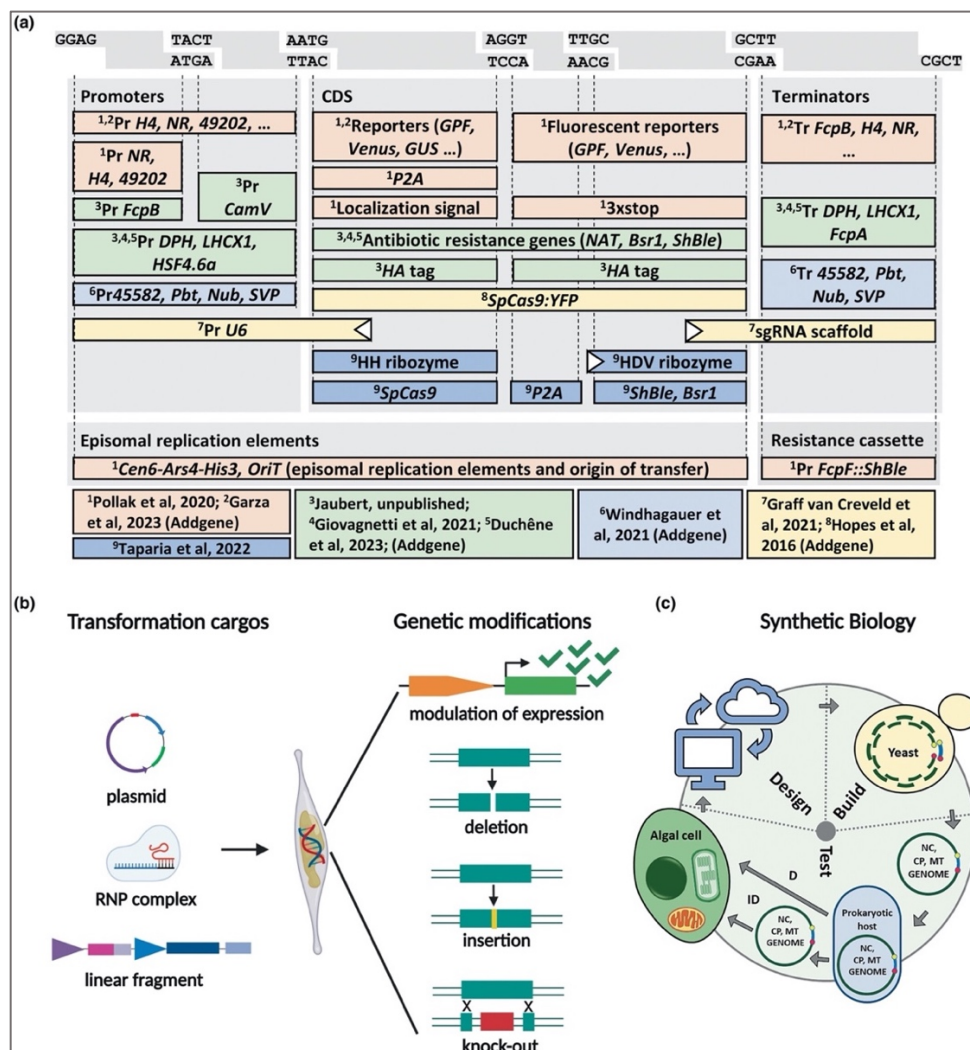 (a)
GGAG TACT AATG AGGT TTGC GCTT
ATGA TTAC TCCA AACG CGAA CGCT
Promoters
1,2Pr H4, NR, 49202, ...
1Pr NR,
H4, 49202
3Pr
CamV
3Pr FcpB
3,4,5Pr DPH, LHCX1,
HSF4.6a
6Pr45582, Pbt, Nub, SVP
7Pr U6
CDS
1,2Reporters (GPF,
Venus, GUS ...)
1Fluorescent reporters
(GPF, Venus, ...)
1P2A
1Localization signal
13xstop
3,4,5Antibiotic resistance genes (NAT, Bsr1, ShBle)
3HA tag
3HA tag
8SpCas9:YFP
9HH ribozyme
9HDV ribozyme
9SpCas9
9P2A
9ShBle, Bsr1
Terminators
1,2Tr FcpB, H4, NR,
...
3,4,5Tr DPH, LHCX1,
FcpA
6Tr 45582, Pbt,
Nub, SVP
7sgRNA scaffold
Episomal replication elements
1Cen6-Ars4-His3, OriT (episomal replication elements and origin of transfer)
Resistance cassette
1Pr FcpF::ShBle
1Pollak et al, 2020; 2Garza
et al, 2023 (Addgene)
9Taparia et al, 2022
3Jaubert, unpublished;
4Giovagnetti et al, 2021; 5Duchêne
et al, 2023; (Addgene)
6Windhagauer et
al, 2021 (Addgene)
7Graff van Creveld et
al, 2021; 8Hopes et al,
2016 (Addgene)
(b)
Transformation cargos
plasmid
RNP complex
linear fragment
Genetic modifications
modulation of expression
deletion
insertion
X X
knock-out
(c)
Synthetic Biology
Design
Build
Test
Yeast
NC,
CP, MT
GENOME
Prokaryotic
host
NC,
CP, MT
GENOME
NC,
CP, MT
GENOME
D
ID
Algal cell